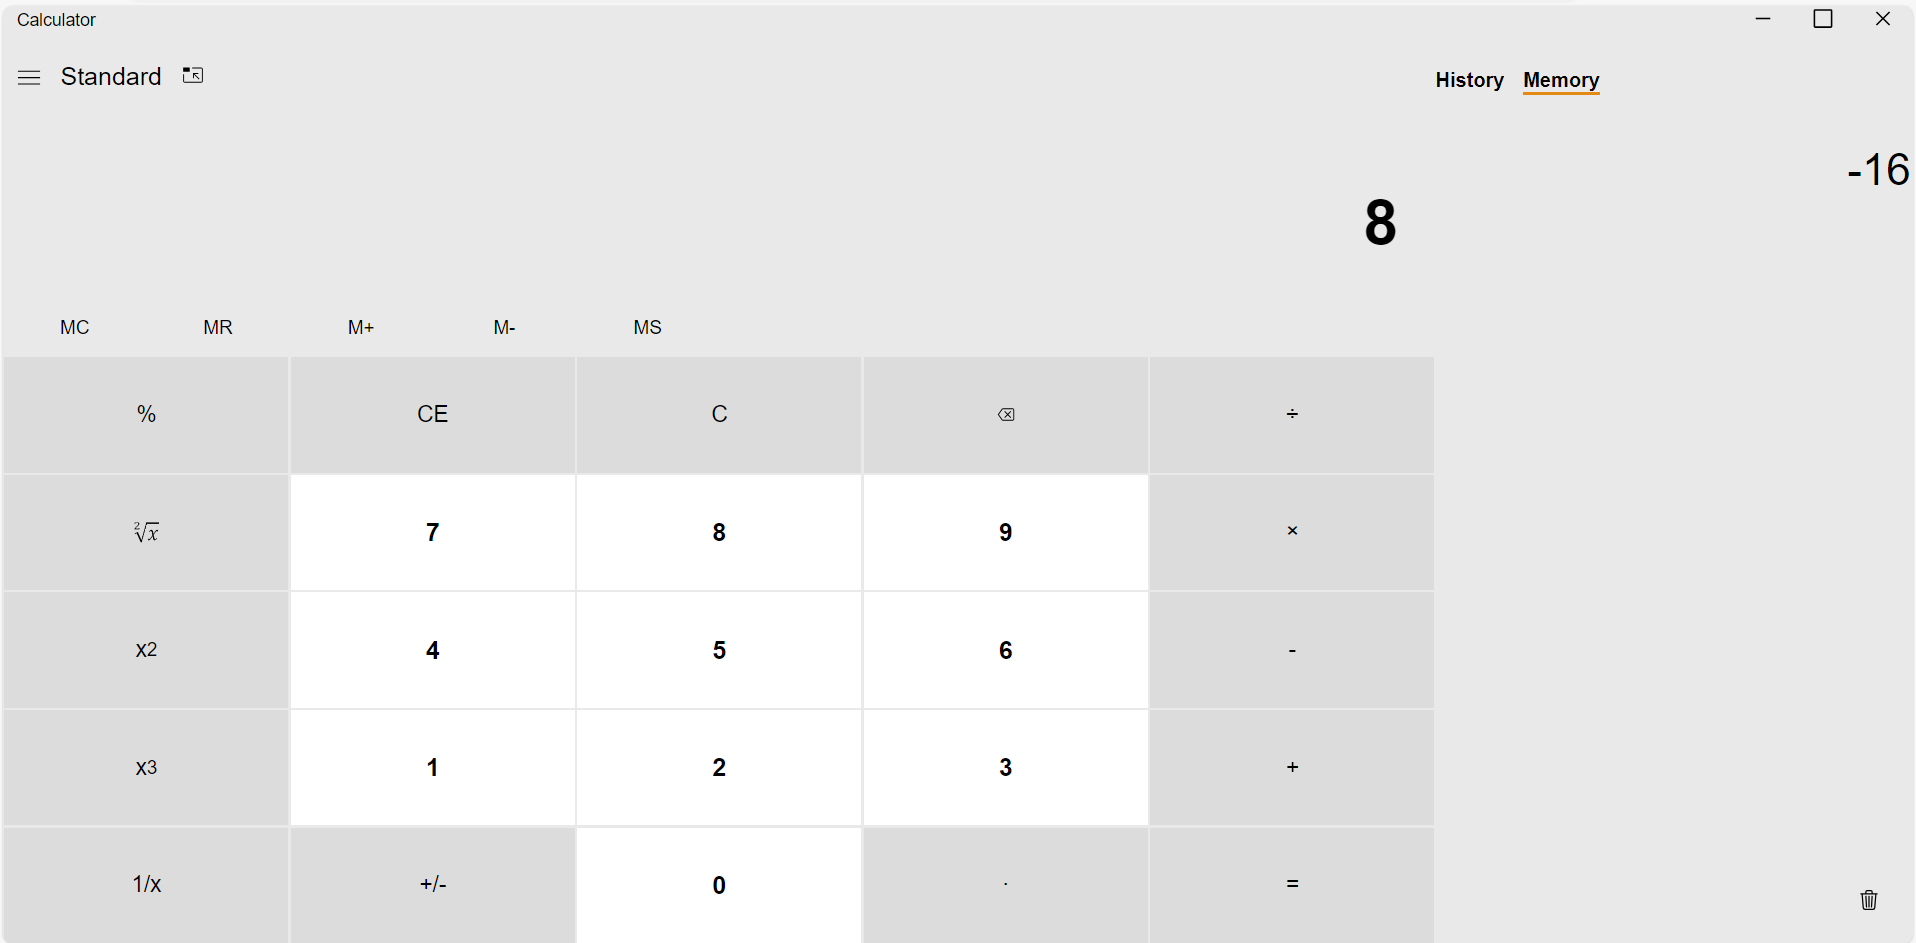 Calculator
Standard
History Memory
-16
8
MC MR M+ M- MS
% CE C ÷
2√x 7 8 9 ×
x2 4 5 6 -
x3 1 2 3 +
1/x +/- 0 . =